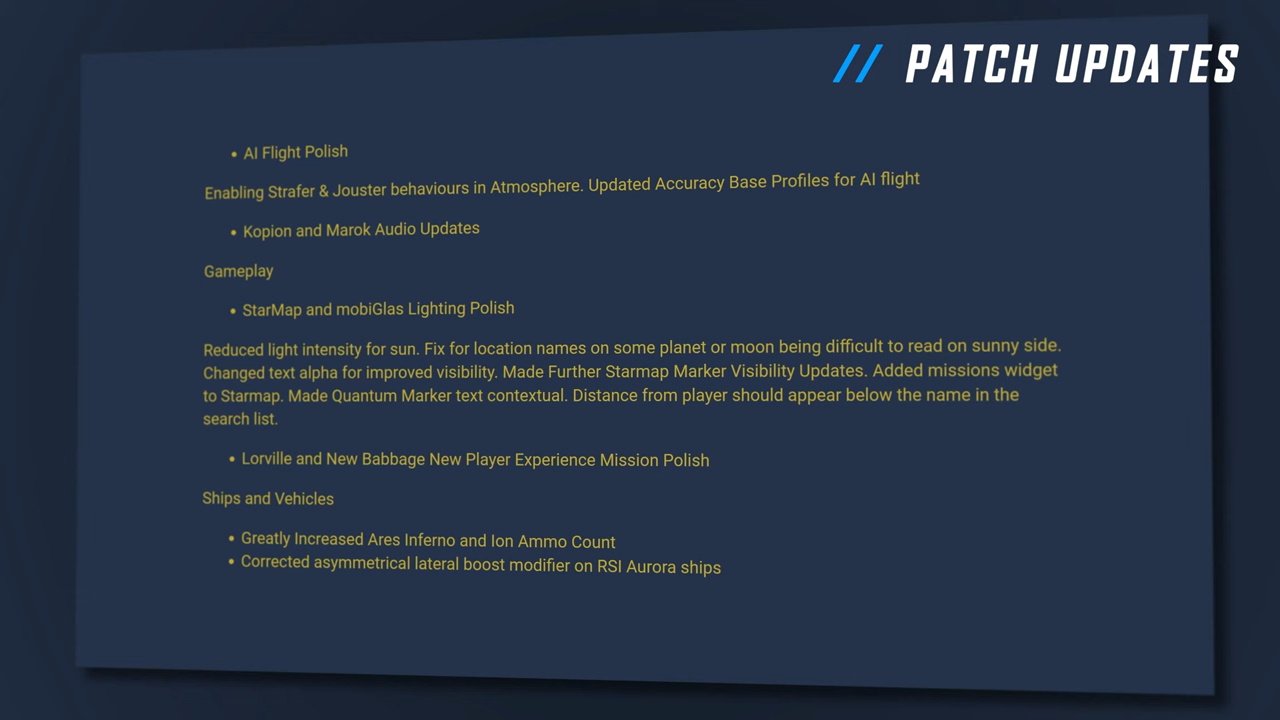 // PATCH UPDATES
• AI Flight Polish
Enabling Strafer & Jouster behaviours in Atmosphere. Updated Accuracy Base Profiles for AI flight
• Kopion and Marok Audio Updates
Gameplay
• StarMap and mobiGlas Lighting Polish
Reduced light intensity for sun. Fix for location names on some planet or moon being difficult to read on sunny side.
Changed text alpha for improved visibility. Made Further Starmap Marker Visibility Updates. Added missions widget
to Starmap. Made Quantum Marker text contextual. Distance from player should appear below the name in the
search list.
• Lorville and New Babbage New Player Experience Mission Polish
Ships and Vehicles
• Greatly Increased Ares Inferno and Ion Ammo Count
• Corrected asymmetrical lateral boost modifier on RSI Aurora ships